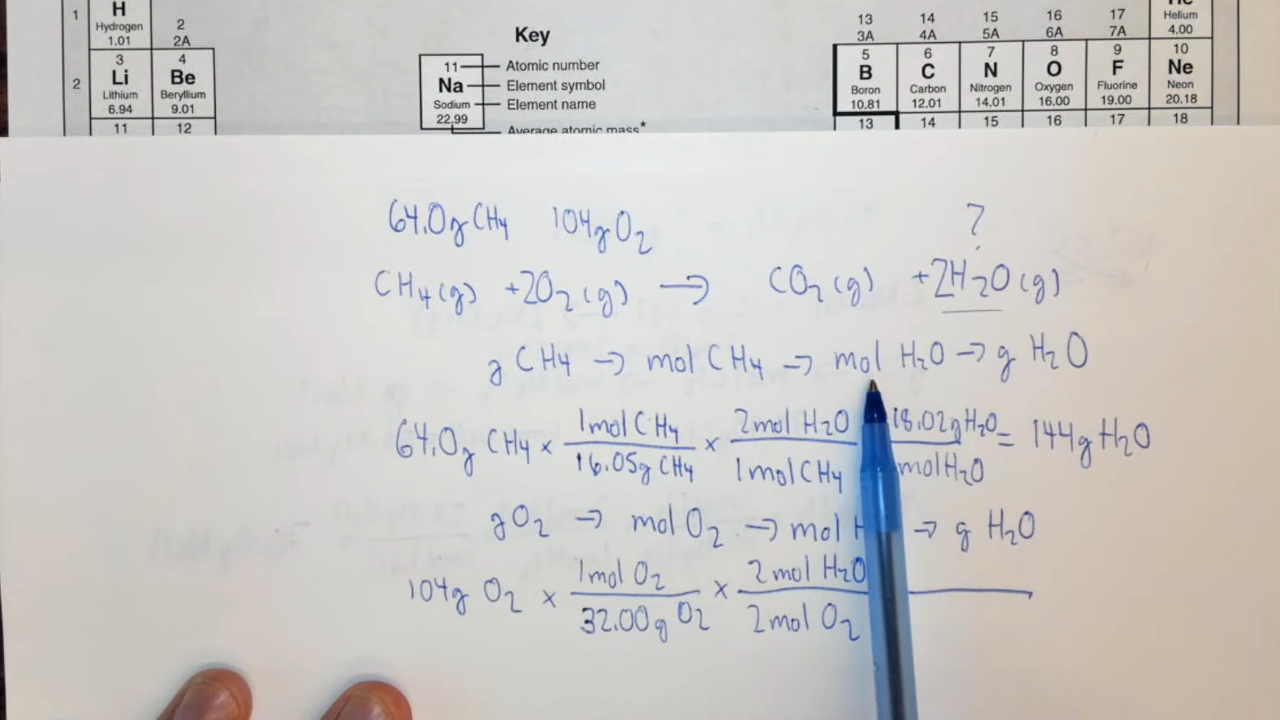 1 H Hydrogen 1.01 2 2A
Key
13 3A 14 4A 15 5A 16 6A 17 7A Helium 4.00
2 3 Li Lithium 6.94 4 Be Beryllium 9.01
11 Na Sodium 22.99
Atomic number
Element symbol
Element name
Average atomic mass*
5 B Boron 10.81 6 C Carbon 12.01 7 N Nitrogen 14.01 8 O Oxygen 16.00 9 F Fluorine 19.00 10 Ne Neon 20.18
11 12 13 14 15 16 17 18
64.0g CH4 104g O2 ?
CH4(g) + 2O2(g) → CO2(g) + 2H2O(g)
g CH4 → mol CH4 → mol H2O → g H2O
64.0g CH4 × 1mol CH4 / 16.05g CH4 × 2mol H2O / 1mol CH4 18.02g H2O / mol H2O = 144g H2O
g O2 → mol O2 → mol H → g H2O
104g O2 × 1mol O2 / 32.00g O2 × 2mol H2O / 2mol O2